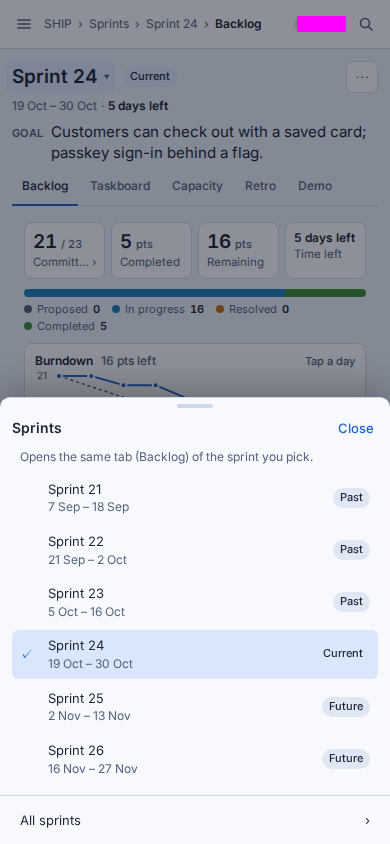 SHIP › Sprints › Sprint 24 › Backlog
Sprint 24 ▾ Current ...
19 Oct – 30 Oct · 5 days left
GOAL Customers can check out with a saved card;
passkey sign-in behind a flag.
Backlog Taskboard Capacity Retro Demo
21 / 23 5 pts 16 pts 5 days left
Committ... › Completed Remaining Time left
Proposed 0 In progress 16 Resolved 0
Completed 5
Burndown 16 pts left Tap a day
21
Sprints Close
Opens the same tab (Backlog) of the sprint you pick.
Sprint 21
7 Sep – 18 Sep Past
Sprint 22
21 Sep – 2 Oct Past
Sprint 23
5 Oct – 16 Oct Past
✓ Sprint 24
19 Oct – 30 Oct Current
Sprint 25
2 Nov – 13 Nov Future
Sprint 26
16 Nov – 27 Nov Future
All sprints ›